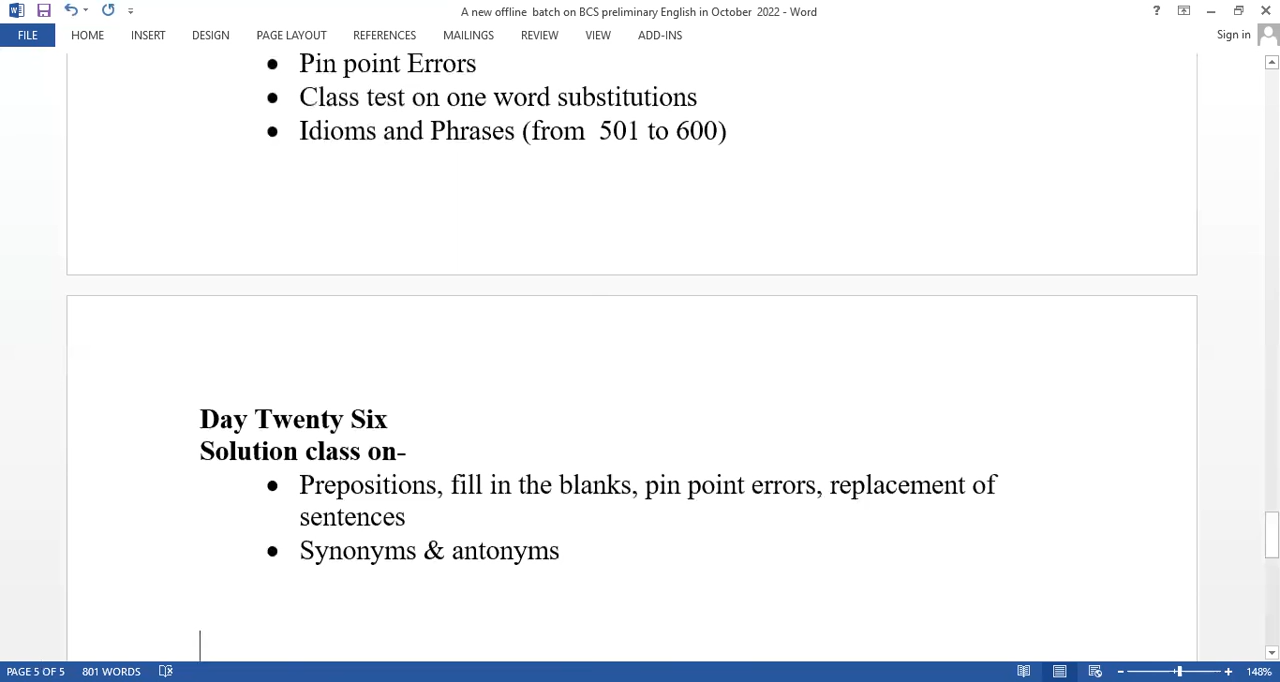 A new offline  batch on BCS preliminary English in October  2022 - Word
?
FILE HOME INSERT DESIGN PAGE LAYOUT REFERENCES MAILINGS REVIEW VIEW ADD-INS Sign in
• Pin point Errors
• Class test on one word substitutions
• Idioms and Phrases (from  501 to 600)
Day Twenty Six
Solution class on-
• Prepositions, fill in the blanks, pin point errors, replacement of
sentences
• Synonyms & antonyms
PAGE 5 OF 5 801 WORDS 148%